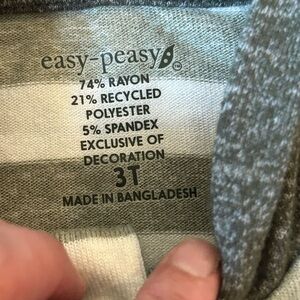 easy-peasy
74% RAYON
21% RECYCLED
POLYESTER
5% SPANDEX
EXCLUSIVE OF
DECORATION
3T
MADE IN BANGLADESH